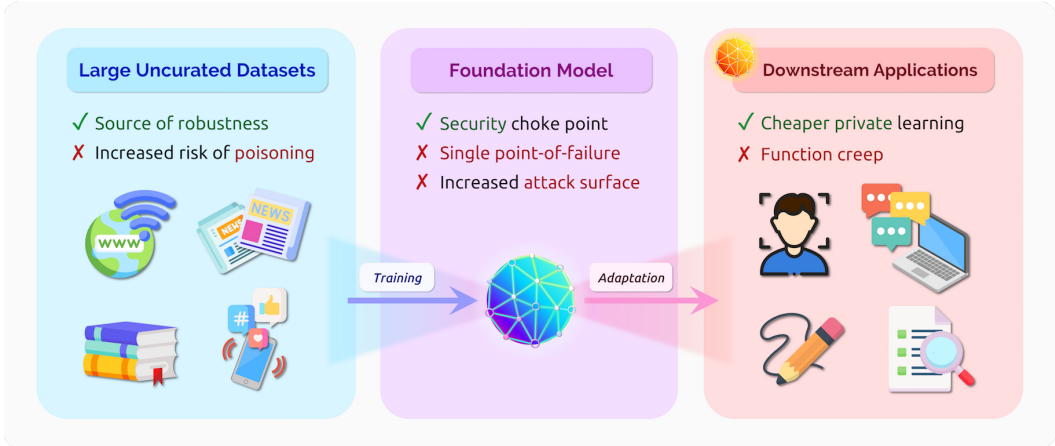 Large Uncurated Datasets
✓ Source of robustness
✗ Increased risk of poisoning
WWW
NEWS
NEWS
#
Training
Foundation Model
✓ Security choke point
✗ Single point-of-failure
✗ Increased attack surface
Adaptation
Downstream Applications
✓ Cheaper private learning
✗ Function creep